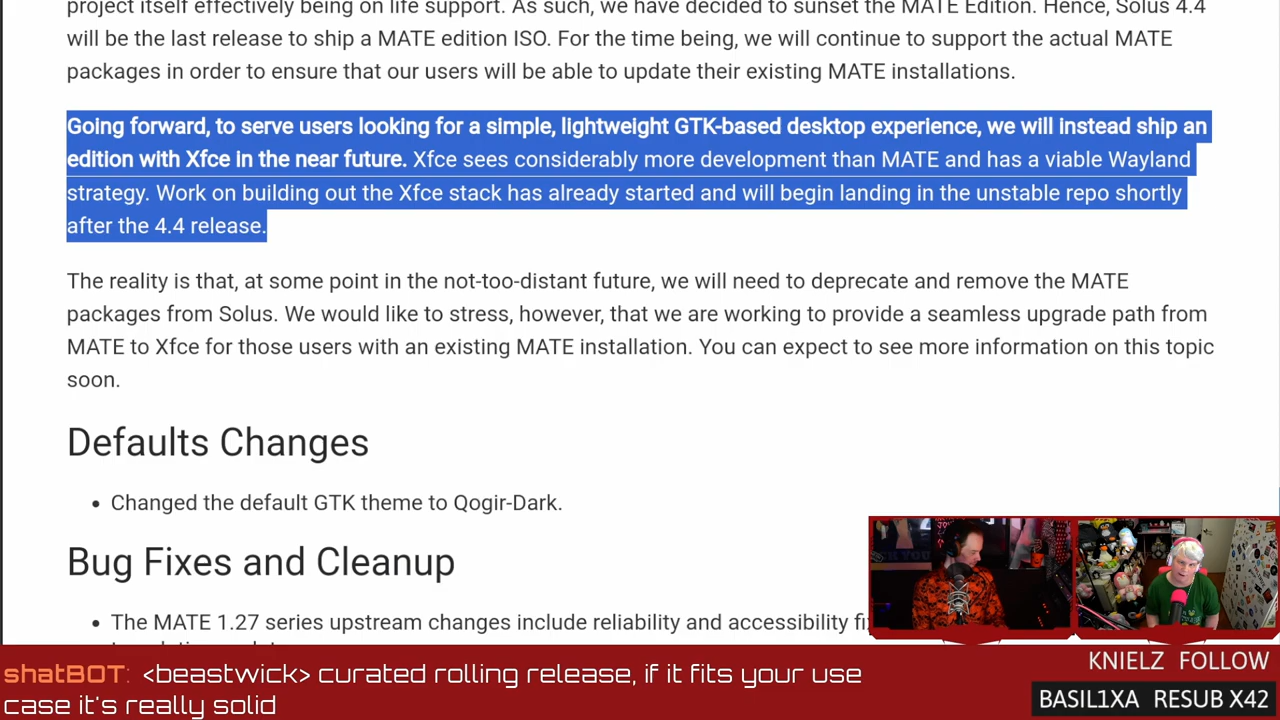 project itself effectively being on life support. As such, we have decided to sunset the MATE Edition. Hence, Solus 4.4
will be the last release to ship a MATE edition ISO. For the time being, we will continue to support the actual MATE
packages in order to ensure that our users will be able to update their existing MATE installations.
Going forward, to serve users looking for a simple, lightweight GTK-based desktop experience, we will instead ship an
edition with Xfce in the near future. Xfce sees considerably more development than MATE and has a viable Wayland
strategy. Work on building out the Xfce stack has already started and will begin landing in the unstable repo shortly
after the 4.4 release.
The reality is that, at some point in the not-too-distant future, we will need to deprecate and remove the MATE
packages from Solus. We would like to stress, however, that we are working to provide a seamless upgrade path from
MATE to Xfce for those users with an existing MATE installation. You can expect to see more information on this topic
soon.
Defaults Changes
• Changed the default GTK theme to Qogir-Dark.
Bug Fixes and Cleanup
• The MATE 1.27 series upstream changes include reliability and accessibility
shatBOT: <beastwick> curated rolling release, if it fits your use
case it's really solid
KNIELZ FOLLOW
BASIL1XA RESUB X42